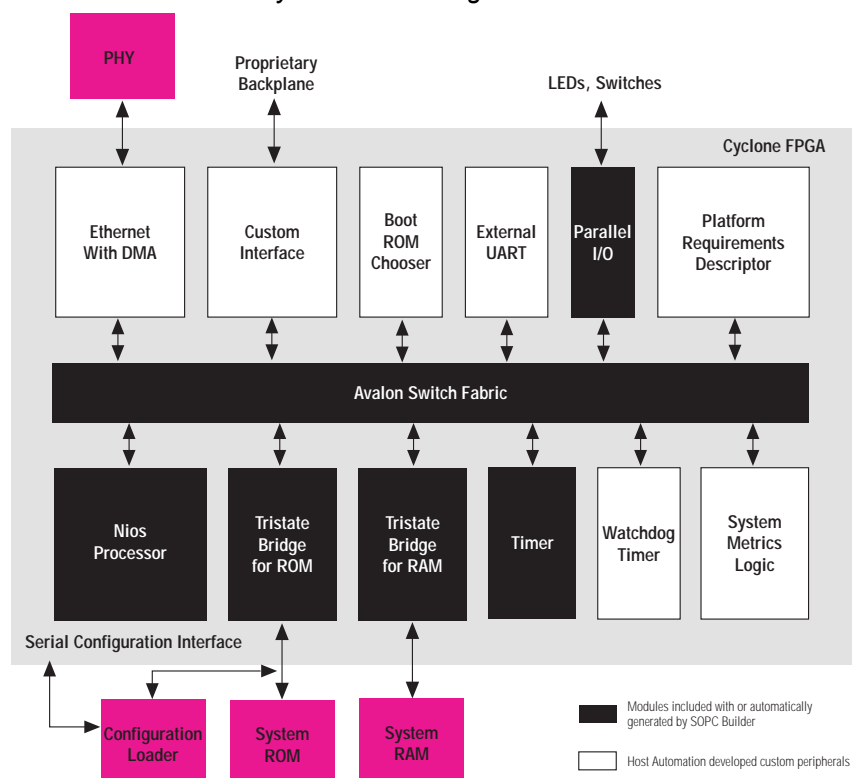 PHY
Proprietary
Backplane
LEDs, Switches
Cyclone FPGA
Ethernet
With DMA
Custom
Interface
Boot
ROM
Chooser
External
UART
Parallel
I/O
Platform
Requirements
Descriptor
Avalon Switch Fabric
Nios
Processor
Tristate
Bridge
for ROM
Tristate
Bridge
for RAM
Timer
Watchdog
Timer
System
Metrics
Logic
Serial Configuration Interface
Configuration
Loader
System
ROM
System
RAM
Modules included with or automatically
generated by SOPC Builder
Host Automation developed custom peripherals